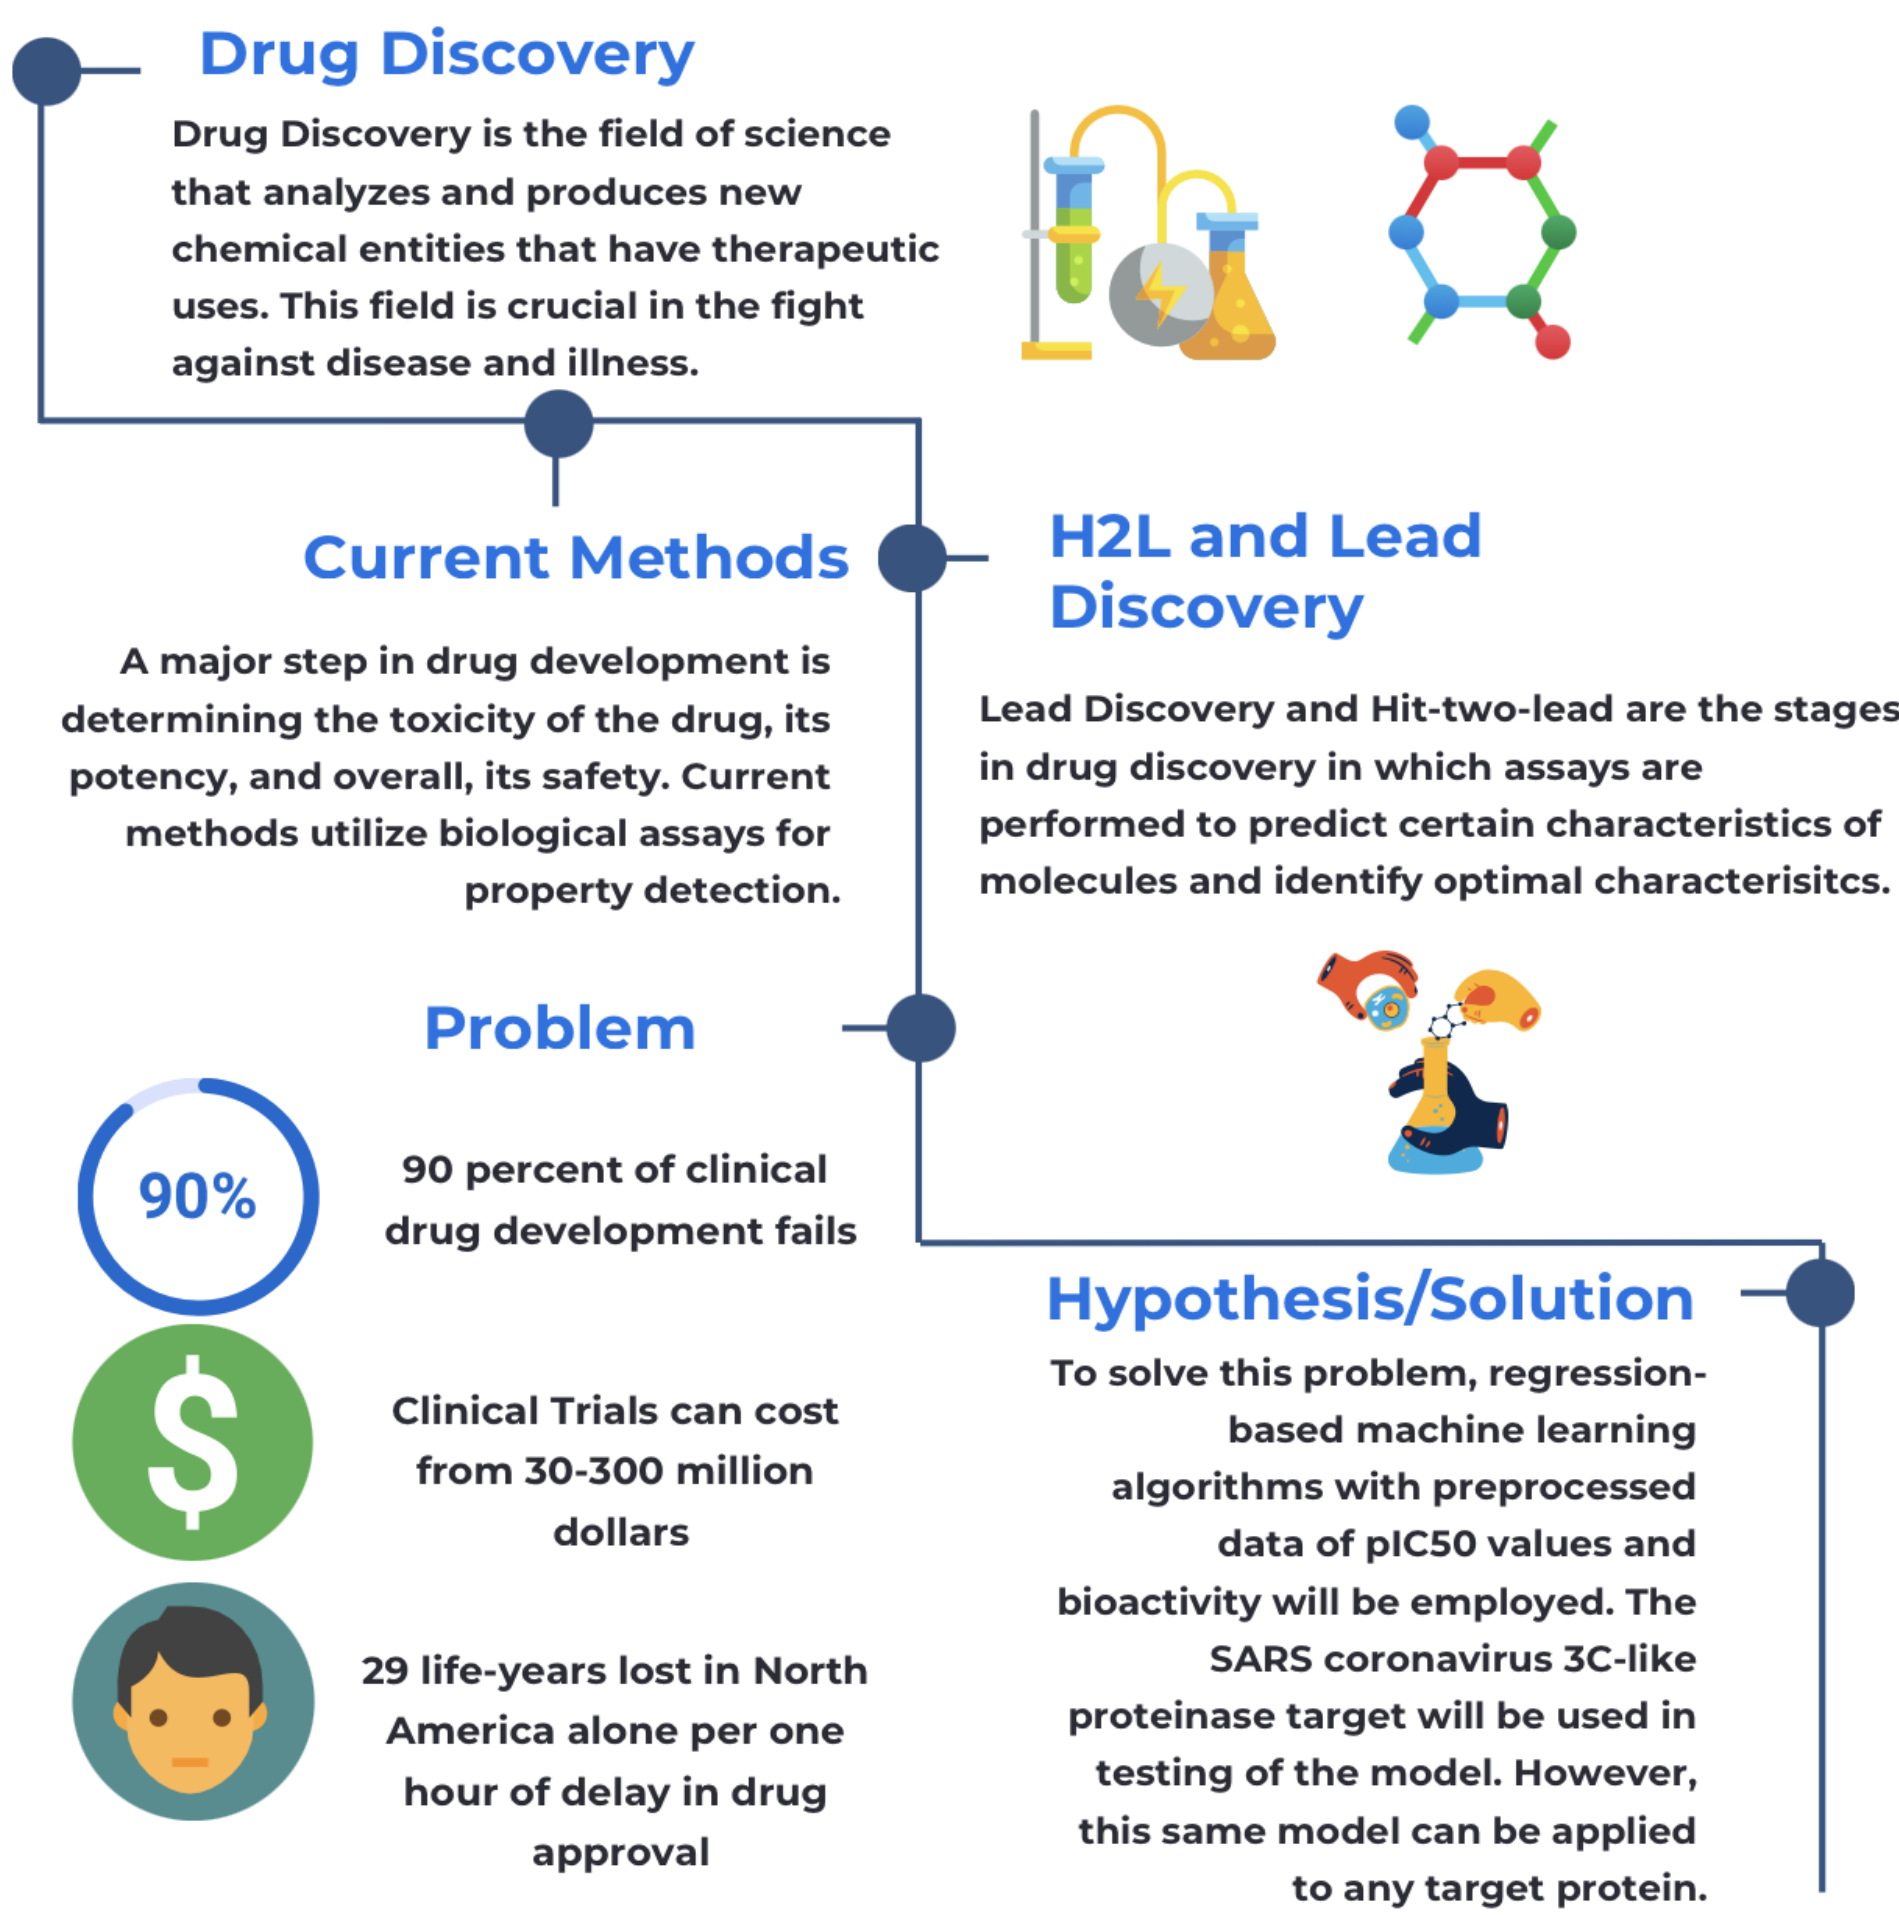 Drug Discovery
Drug Discovery is the field of science
that analyzes and produces new
chemical entities that have therapeutic
uses. This field is crucial in the fight
against disease and illness.
Current Methods
A major step in drug development is
determining the toxicity of the drug, its
potency, and overall, its safety. Current
methods utilize biological assays for
property detection.
H2L and Lead
Discovery
Lead Discovery and Hit-two-lead are the stages
in drug discovery in which assays are
performed to predict certain characteristics of
molecules and identify optimal characterisitcs.
Problem
90%
90 percent of clinical
drug development fails
$
Clinical Trials can cost
from 30-300 million
dollars
29 life-years lost in North
America alone per one
hour of delay in drug
approval
Hypothesis/Solution
To solve this problem, regression-
based machine learning
algorithms with preprocessed
data of pIC50 values and
bioactivity will be employed. The
SARS coronavirus 3C-like
proteinase target will be used in
testing of the model. However,
this same model can be applied
to any target protein.